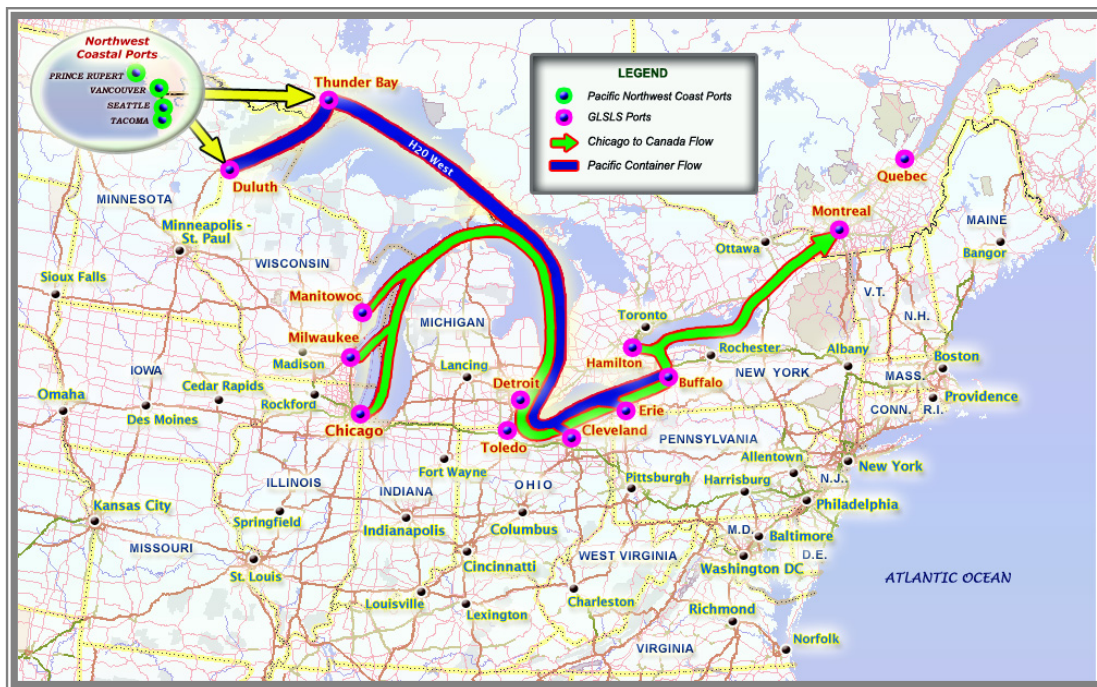 Northwest
Coastal Ports
PRINCE RUPERT
VANCOUVER
SEATTLE
TACOMA
Thunder Bay
H20 West
LEGEND
Pacific Northwest Coast Ports
GLSLS Ports
Chicago to Canada Flow
Pacific Container Flow
Duluth
Quebec
MINNESOTA
Minneapolis -
St. Paul
Montreal
MAINE
Ottawa
Bangor
WISCONSIN
Sioux Falls
Manitowoc
V.T.
MICHIGAN
Toronto
N.H.
Milwaukee
Madison
Hamilton
Rochester
Albany
Boston
IOWA
Lancing
NEW YORK
MASS.
Cedar Rapids
Detroit
Buffalo
Omaha
Rockford
Providence
Des Moines
Erie
CONN.
R.I.
Chicago
Cleveland
Toledo
PENNSYLVANIA
Allentown
New York
Fort Wayne
Pittsburgh
Harrisburg
N.J.
ILLINOIS
INDIANA
OHIO
Kansas City
Philadelphia
Springfield
Indianapolis
Columbus
M.D.
Baltimore
MISSOURI
WEST VIRGINIA
D.E.
St. Louis
Cincinnatti
Washington DC
ATLANTIC OCEAN
Louisville
Lexington
Charleston
Richmond
Norfolk
VIRGINIA